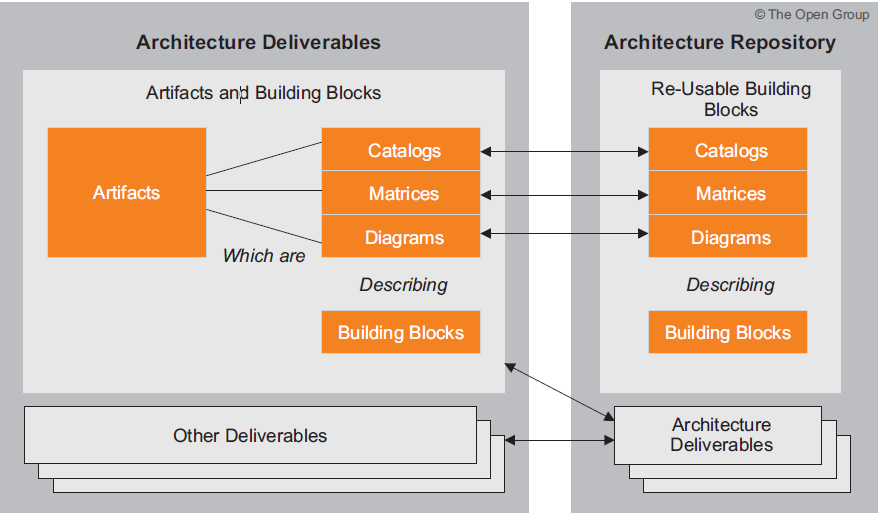 © The Open Group
Architecture Deliverables
Artifacts and Building Blocks
Artifacts
Which are
Catalogs
Matrices
Diagrams
Describing
Building Blocks
Other Deliverables
Architecture Repository
Re-Usable Building
Blocks
Catalogs
Matrices
Diagrams
Describing
Building Blocks
Architecture
Deliverables